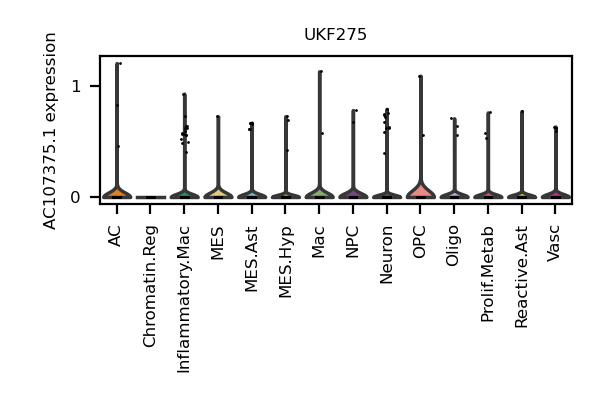 UKF275
AC107375.1 expression
1
0
AC
Chromatin.Reg
Inflammatory.Mac
MES
MES.Ast
MES.Hyp
Mac
NPC
Neuron
OPC
Oligo
Prolif.Metab
Reactive.Ast
Vasc